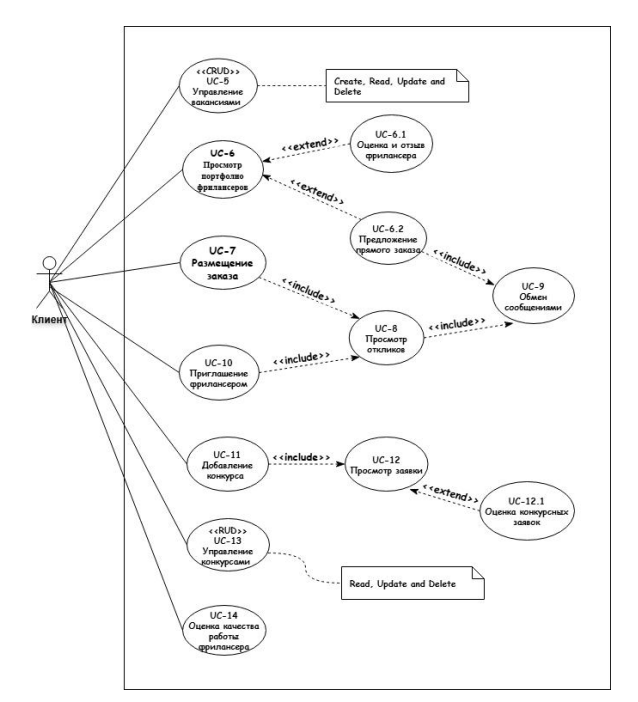 <<CRUD>>
UC-5
Управление
вакансиями
Create, Read, Update and
Delete
UC-6
Просмотр
портфолио
фрилансеров
<<extend>>
UC-6.1
Оценка и отзыв
фрилансера
<<extend>>
UC-6.2
Предложение
прямого заказа
UC-7
Размещение
заказа
<<include>>
<<include>>
UC-9
Обмен
сообщениями
Клиент
UC-8
Просмотр
откликов
<<include>>
UC-10
Приглашение
фрилансером
<<include>>
UC-11
Добавление
конкурса
<<include>>
UC-12
Просмотр заявки
<<extend>>
UC-12.1
Оценка конкурсных
заявок
<<RUD>>
UC-13
Управление
конкурсами
Read, Update and Delete
UC-14
Оценка качества
работы
фрилансера